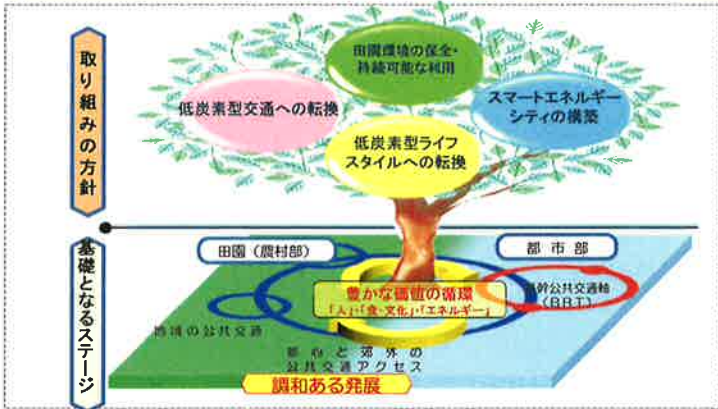 取り組みの方針
田園環境の保全・
持続可能な利用
低炭素型交通への転換
スマートエネルギー
シティの構築
低炭素型ライフ
スタイルへの転換
基礎となるステージ
田園（農村部）
都市部
豊かな価値の循環
「人」・「食・文化」・「エネルギー」
基幹公共交通軸
（B.R.T.）
地域の公共交通
都心と郊外の
公共交通アクセス
調和ある発展